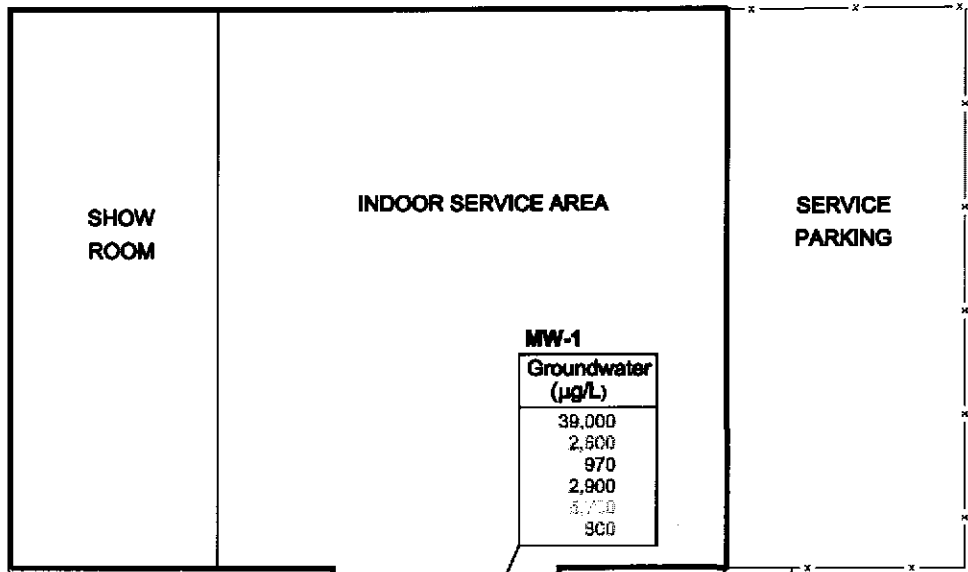 SHOW
ROOM
INDOOR SERVICE AREA
SERVICE
PARKING
MW-1
Groundwater
(µg/L)
39,000
2,600
970
2,900
900